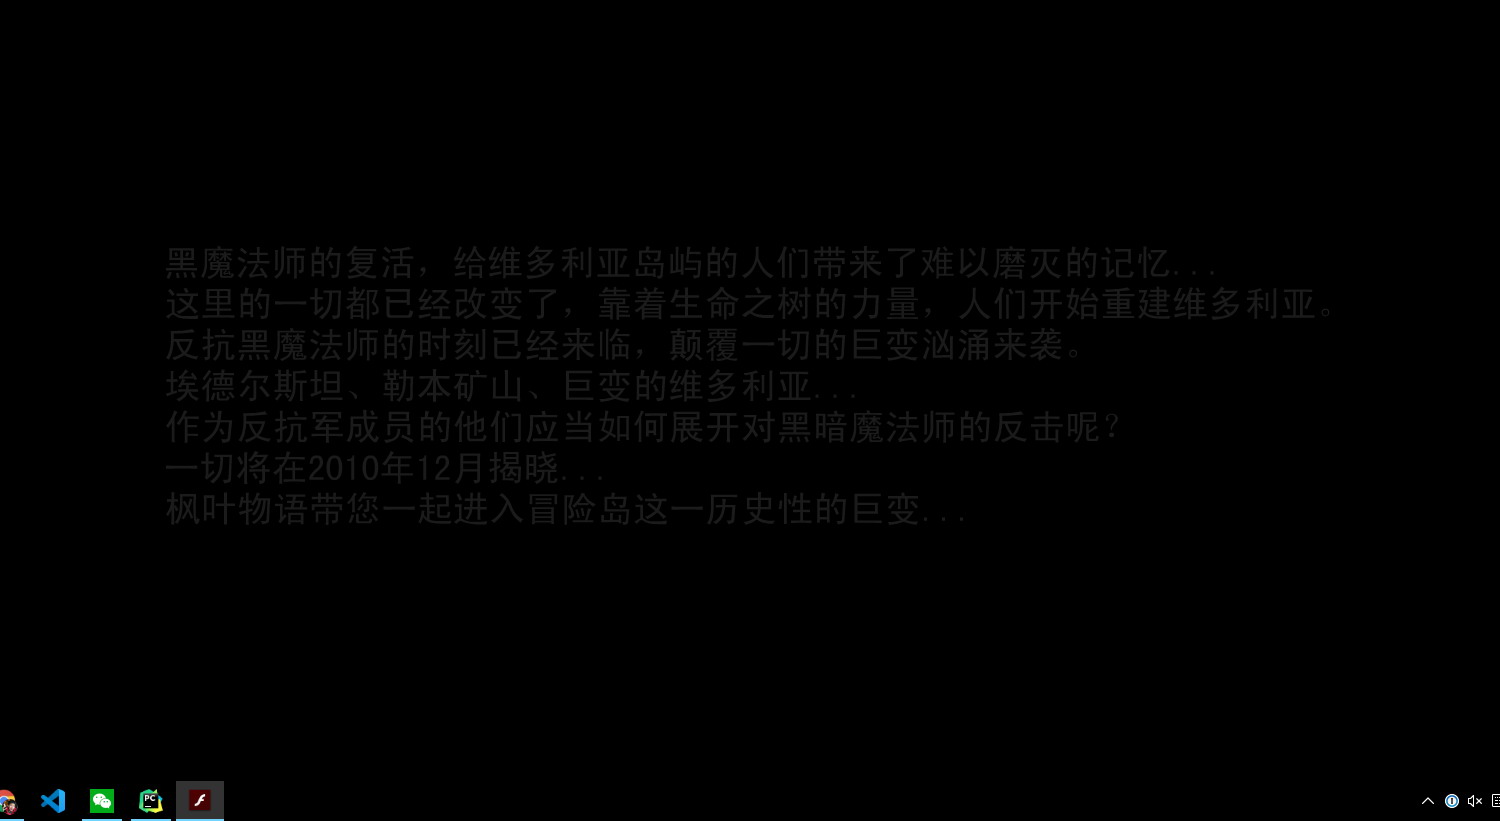 黑魔法师的复活，给维多利亚岛屿的人们带来了难以磨灭的记忆...
这里的一切都已经改变了，靠着生命之树的力量，人们开始重建维多利亚。
反抗黑魔法师的时刻已经来临，颠覆一切的巨变汹涌来袭。
埃德尔斯坦、勒本矿山、巨变的维多利亚...
作为反抗军成员的他们应当如何展开对黑暗魔法师的反击呢？
一切将在2010年12月揭晓...
枫叶物语带您一起进入冒险岛这一历史性的巨变...
PC